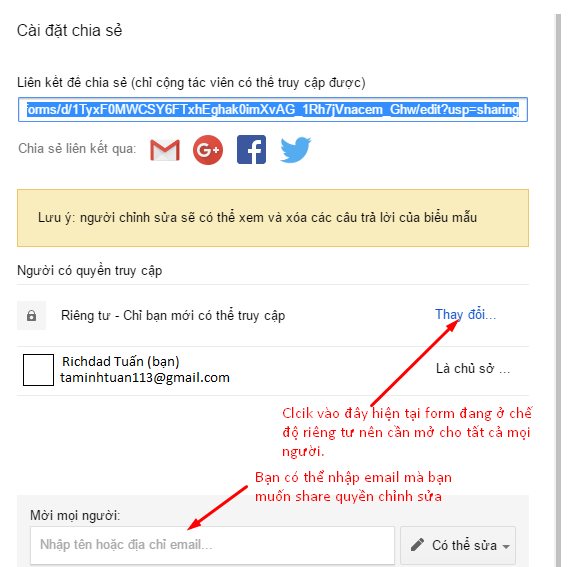 Cài đặt chia sẻ
Liên kết để chia sẻ (chỉ cộng tác viên có thể truy cập được)
forms/d/1TyxF0MWCSY6FTxhEghak0imXvAG_1Rh7jVnacem_Ghw/edit?usp=sharing
Chia sẻ liên kết qua:
Lưu ý: người chỉnh sửa sẽ có thể xem và xóa các câu trả lời của biểu mẫu
Người có quyền truy cập
Riêng tư - Chỉ bạn mới có thể truy cập Thay đổi...
Richdad Tuấn (bạn)
taminhtuan113@gmail.com
Là chủ sở ...
Clcik vào đây hiện tại form đang ở chế
độ riêng tư nên cần mở cho tất cả mọi
người.
Bạn có thể nhập email mà bạn
muốn share quyền chỉnh sửa
Mời mọi người:
Nhập tên hoặc địa chỉ email... Có thể sửa